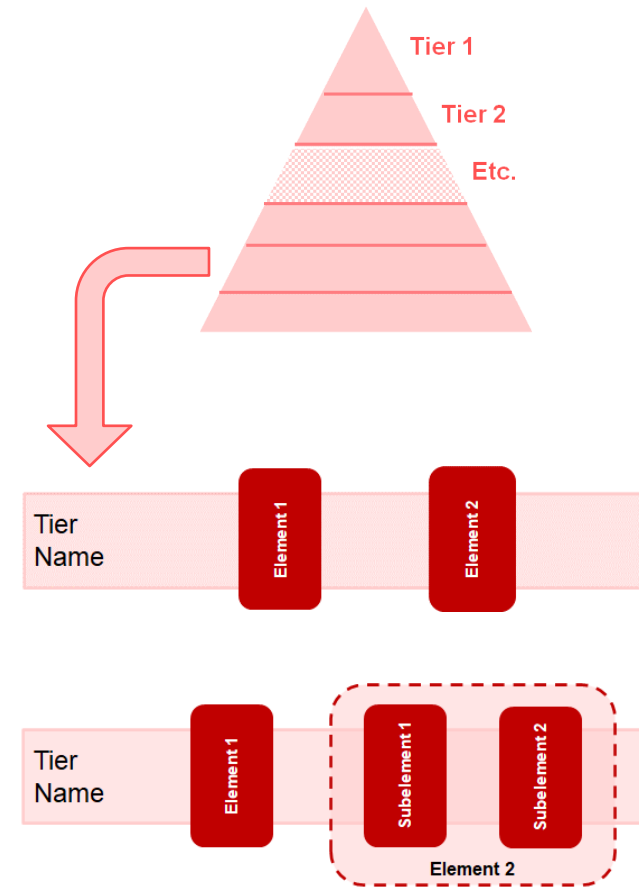 Tier 1
Tier 2
Etc.
Tier
Name
Element 1
Element 2
Tier
Name
Element 1
Subelement 1
Subelement 2
Element 2